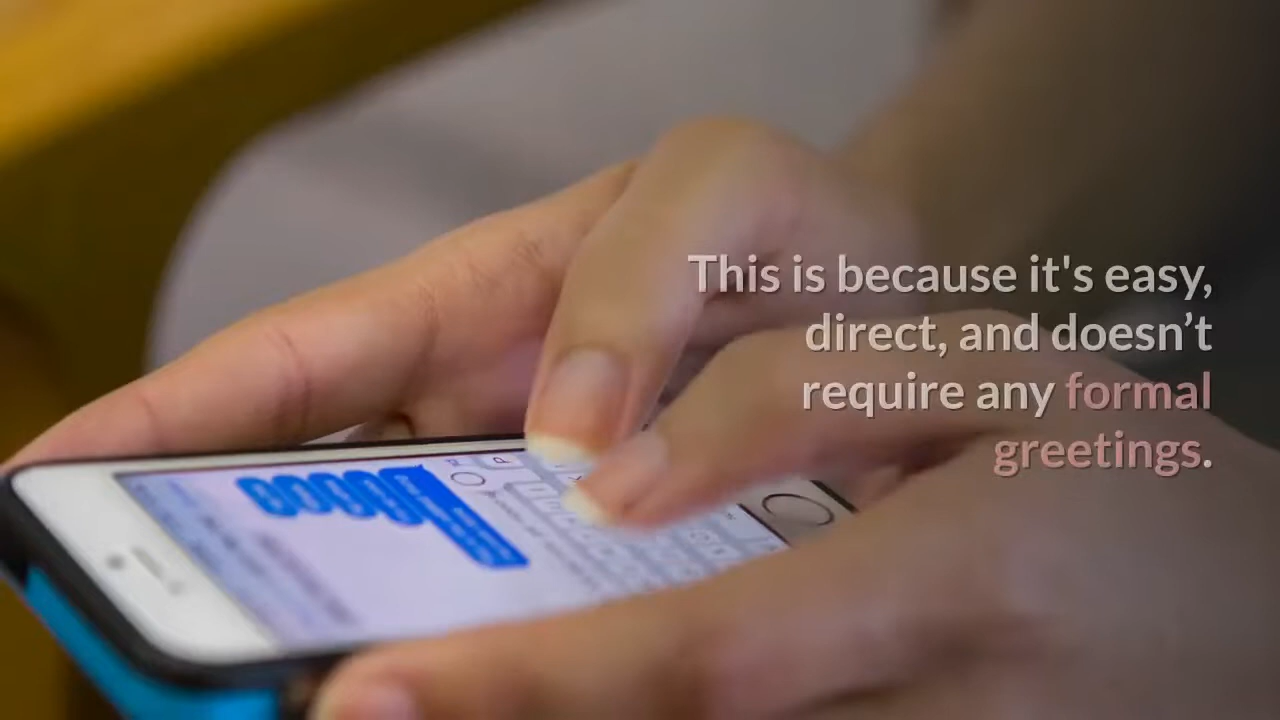 This is because it's easy,
direct, and doesn’t
require any formal
greetings.